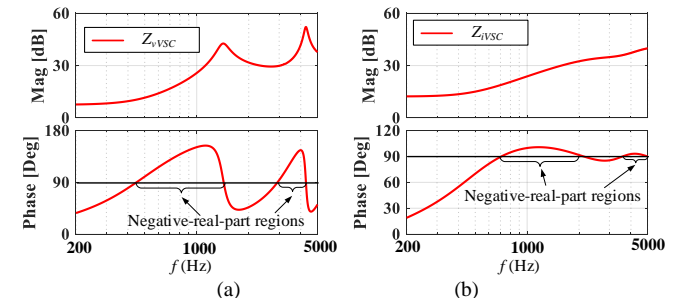 60
30
0
Mag [dB]
Z_vVSC
180
90
0
Phase [Deg]
Negative-real-part regions
200
1000
5000
f (Hz)
(a)
60
30
0
Mag [dB]
Z_iVSC
120
90
60
30
0
Phase [Deg]
Negative-real-part regions
200
1000
5000
f (Hz)
(b)